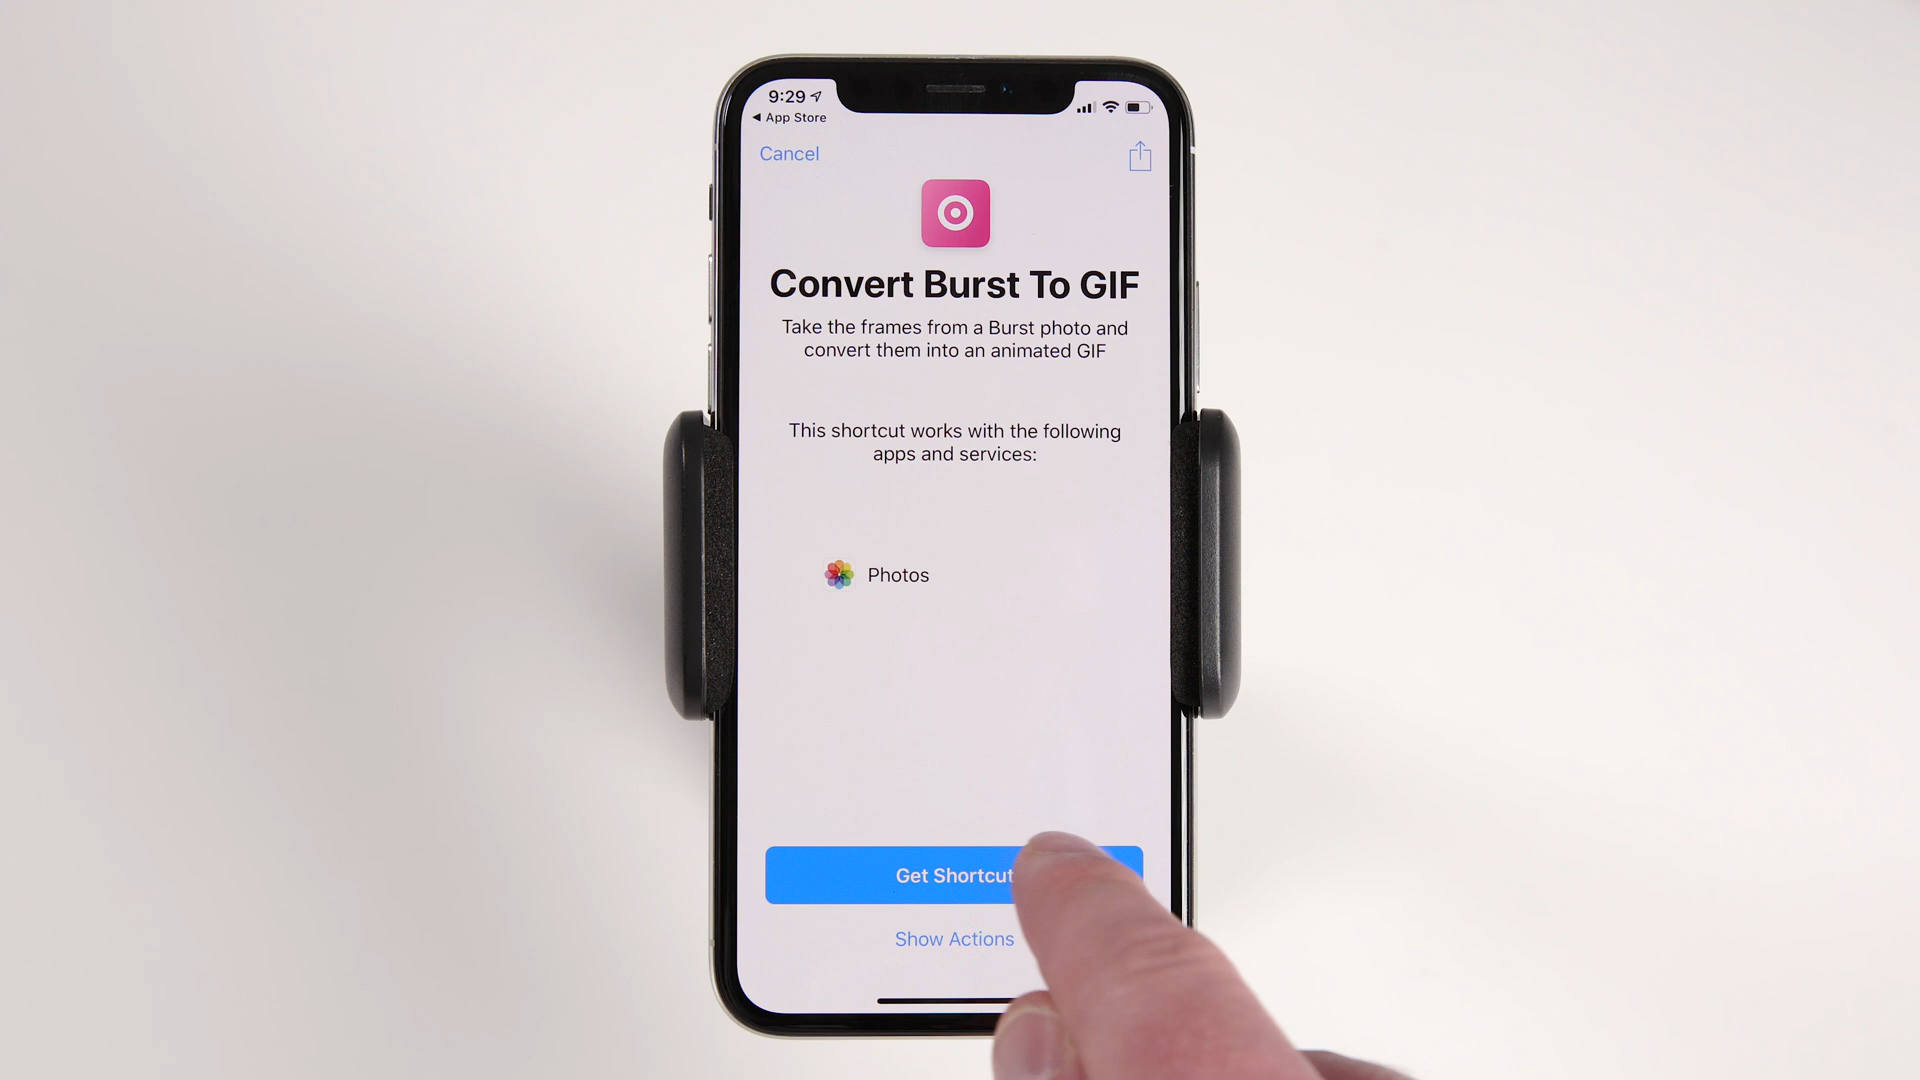 9:29
◀ App Store
Cancel
Convert Burst To GIF
Take the frames from a Burst photo and
convert them into an animated GIF
This shortcut works with the following
apps and services:
Photos
Get Shortcut
Show Actions